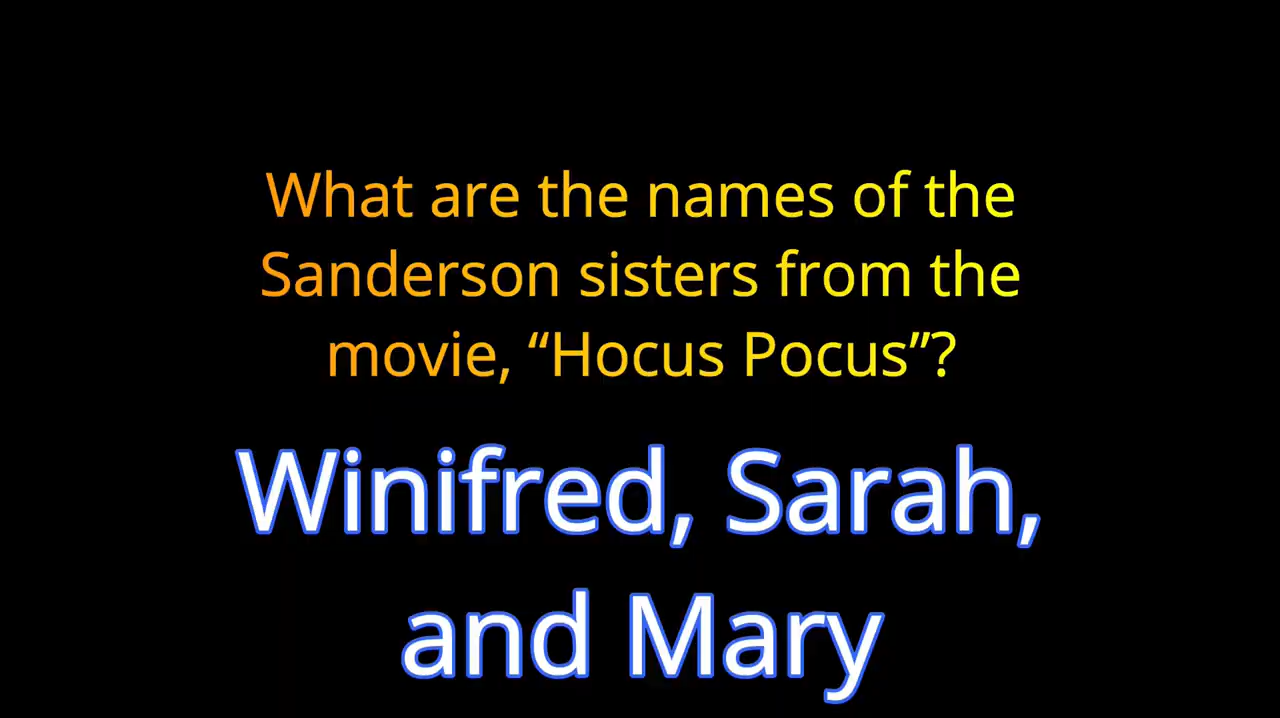 What are the names of the
Sanderson sisters from the
movie, “Hocus Pocus”?
Winifred, Sarah,
and Mary